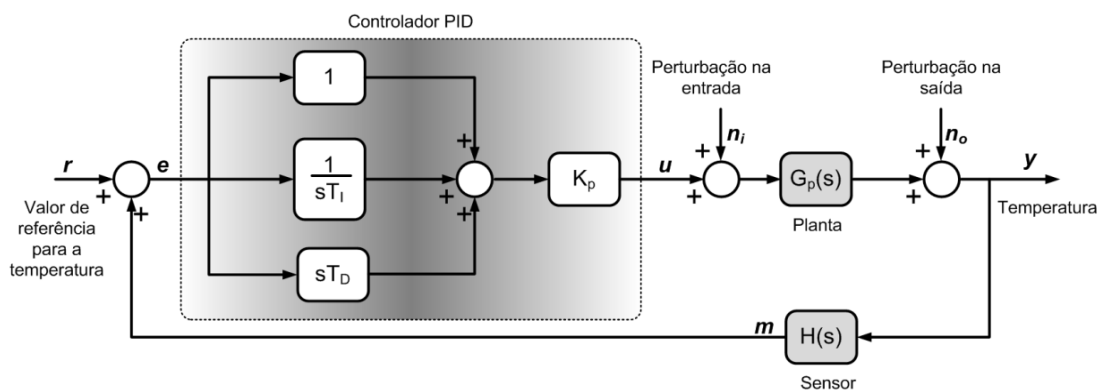 Controlador PID
1
Perturbação na
entrada
Perturbação na
saída
+
n_i
n_o
r
e
+
+
1
sT_I
+
+
K_p
u
+
+
G_p(s)
+
+
y
+
+
Valor de
referência
para a
temperatura
Planta
Temperatura
sT_D
m
H(s)
Sensor